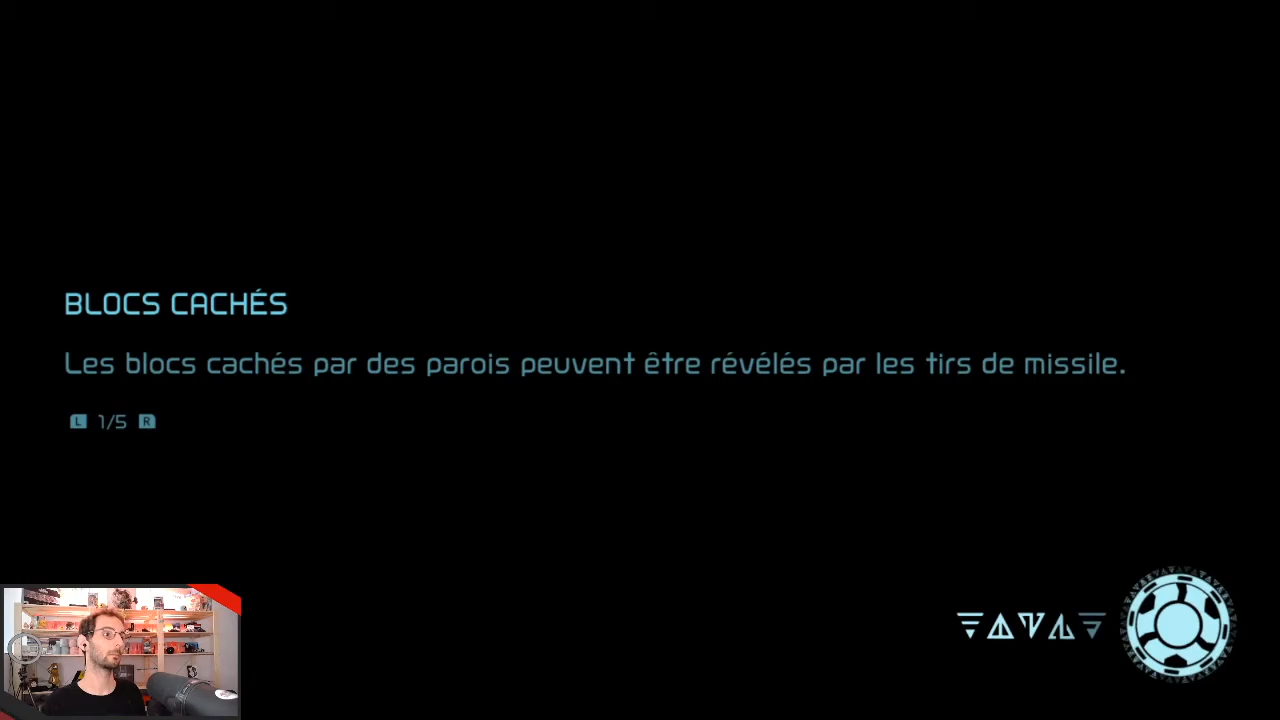 BLOCS CACHÉS
Les blocs cachés par des parois peuvent être révélés par les tirs de missile.
L 1/5 R